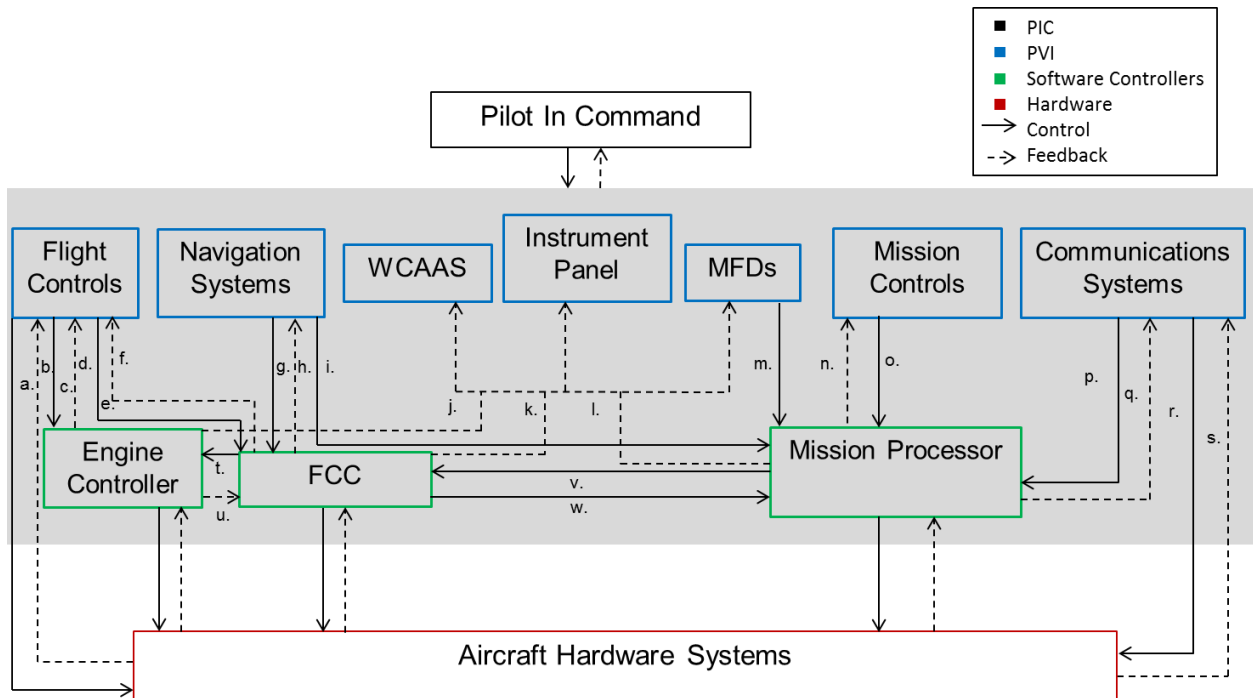 PIC
PVI
Software Controllers
Hardware
Control
Feedback
Pilot In Command
Flight
Controls
Navigation
Systems
WCAAS
Instrument
Panel
MFDs
Mission
Controls
Communications
Systems
a.
b.
c.
d.
e.
f.
g.
h.
i.
j.
k.
l.
m.
n.
o.
p.
q.
r.
s.
Engine
Controller
t.
u.
FCC
v.
w.
Mission Processor
Aircraft Hardware Systems